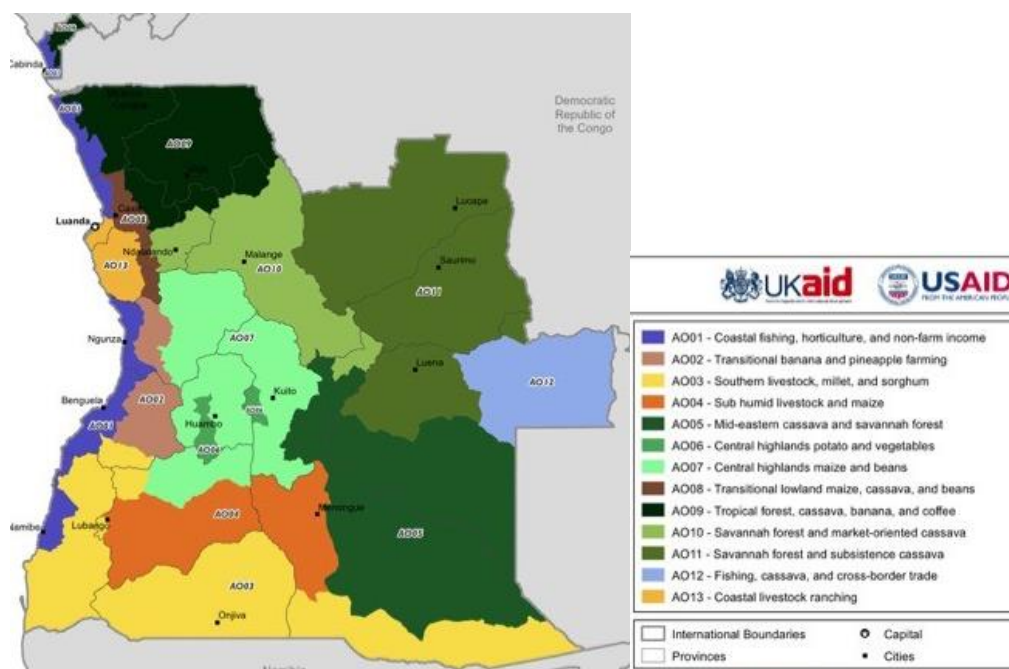 Cabinda
AO01
Democratic
Republic of
the Congo
AO09
Luanda
AO08
Luoapa
Ndalatando
Malange
Saurimo
AO13
AO10
AO11
Ngunza
AO07
Luena
AO12
Kuito
Benguela
AO02
Huambo
AO01
AO06
Menongue
AO04
AO05
Lubango
AO03
Onjiva
UKaid
USAID
FROM THE AMERICAN PEOPLE
AO01 - Coastal fishing, horticulture, and non-farm income
AO02 - Transitional banana and pineapple farming
AO03 - Southern livestock, millet, and sorghum
AO04 - Sub humid livestock and maize
AO05 - Mid-eastern cassava and savannah forest
AO06 - Central highlands potato and vegetables
AO07 - Central highlands maize and beans
AO08 - Transitional lowland maize, cassava, and beans
AO09 - Tropical forest, cassava, banana, and coffee
AO10 - Savannah forest and market-oriented cassava
AO11 - Savannah forest and subsistence cassava
AO12 - Fishing, cassava, and cross-border trade
AO13 - Coastal livestock ranching
International Boundaries
Capital
Provinces
Cities